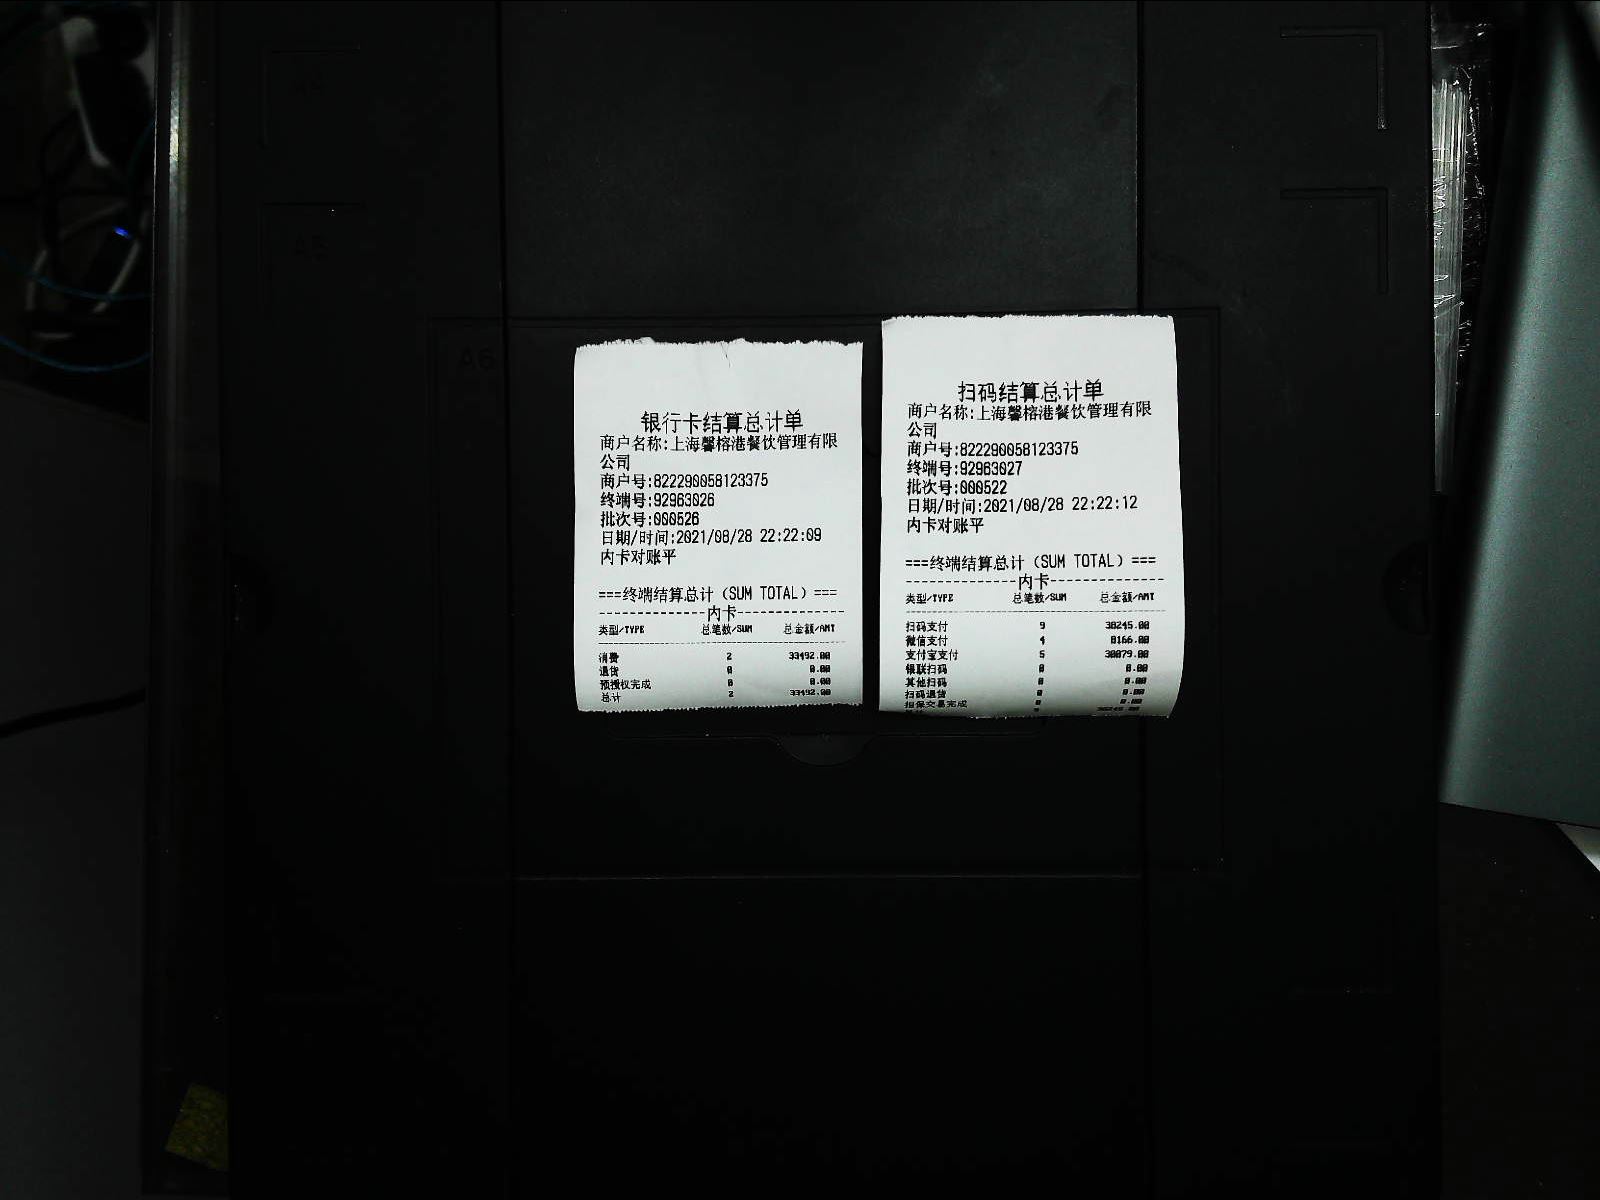 A6
银行卡结算总计单
商户名称:上海馨榕港餐饮管理有限
公司
商户号:822290058123375
终端号:92963026
批次号:000526
日期/时间:2021/08/28 22:22:09
内卡对账平
===终端结算总计（SUM TOTAL）===
--------------内卡--------------
类型/TYPE 总笔数/SUM 总金额/AMT
消费 2 33492.00
退货 0 0.00
预授权完成 0 0.00
总计 2 33492.00
扫码结算总计单
商户名称:上海馨榕港餐饮管理有限
公司
商户号:822290058123375
终端号:92963027
批次号:000522
日期/时间:2021/08/28 22:22:12
内卡对账平
===终端结算总计（SUM TOTAL）===
--------------内卡--------------
类型/TYPE 总笔数/SUM 总金额/AMT
扫码支付 9 38245.00
微信支付 4 8166.00
支付宝支付 5 30079.00
银联扫码 0 0.00
其他扫码 0 0.00
扫码退货 0 0.00
担保交易完成 0 0.00